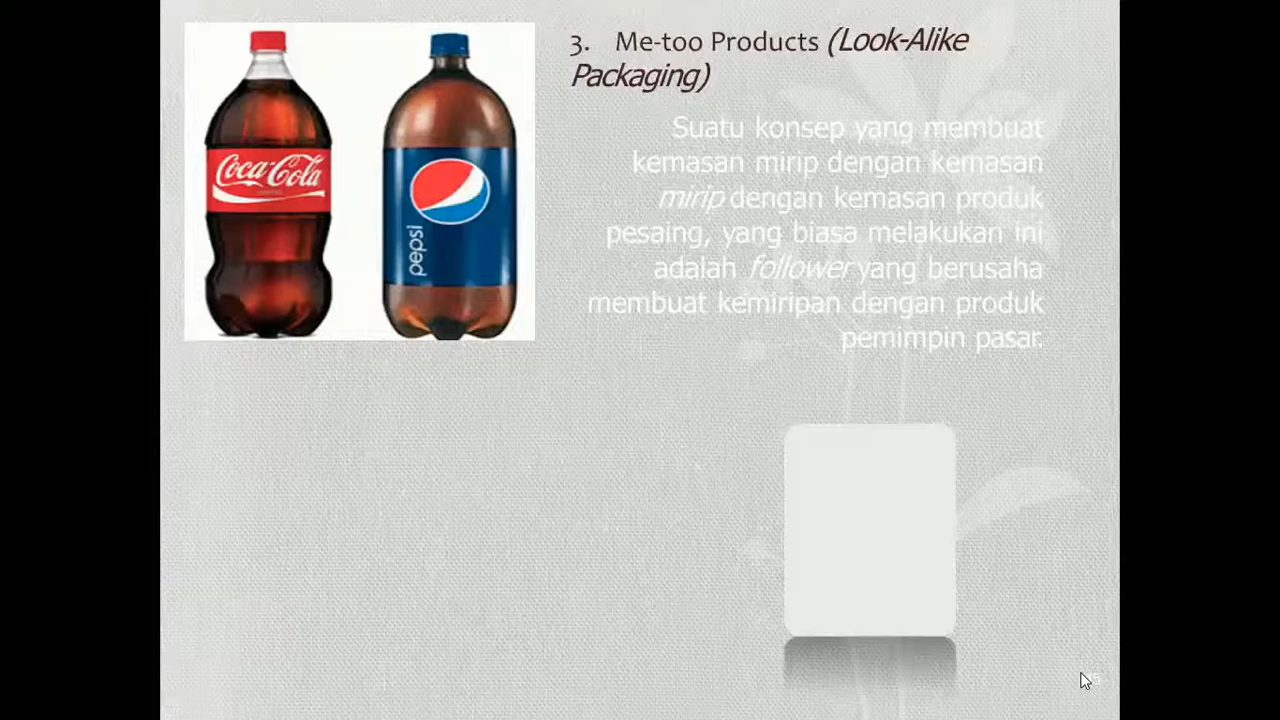 3. Me-too Products (Look-Alike
Packaging)
Suatu konsep yang membuat
kemasan mirip dengan kemasan
mirip dengan kemasan produk
pesaing, yang biasa melakukan ini
adalah follower yang berusaha
membuat kemiripan dengan produk
pemimpin pasar.
Coca-Cola
pepsi